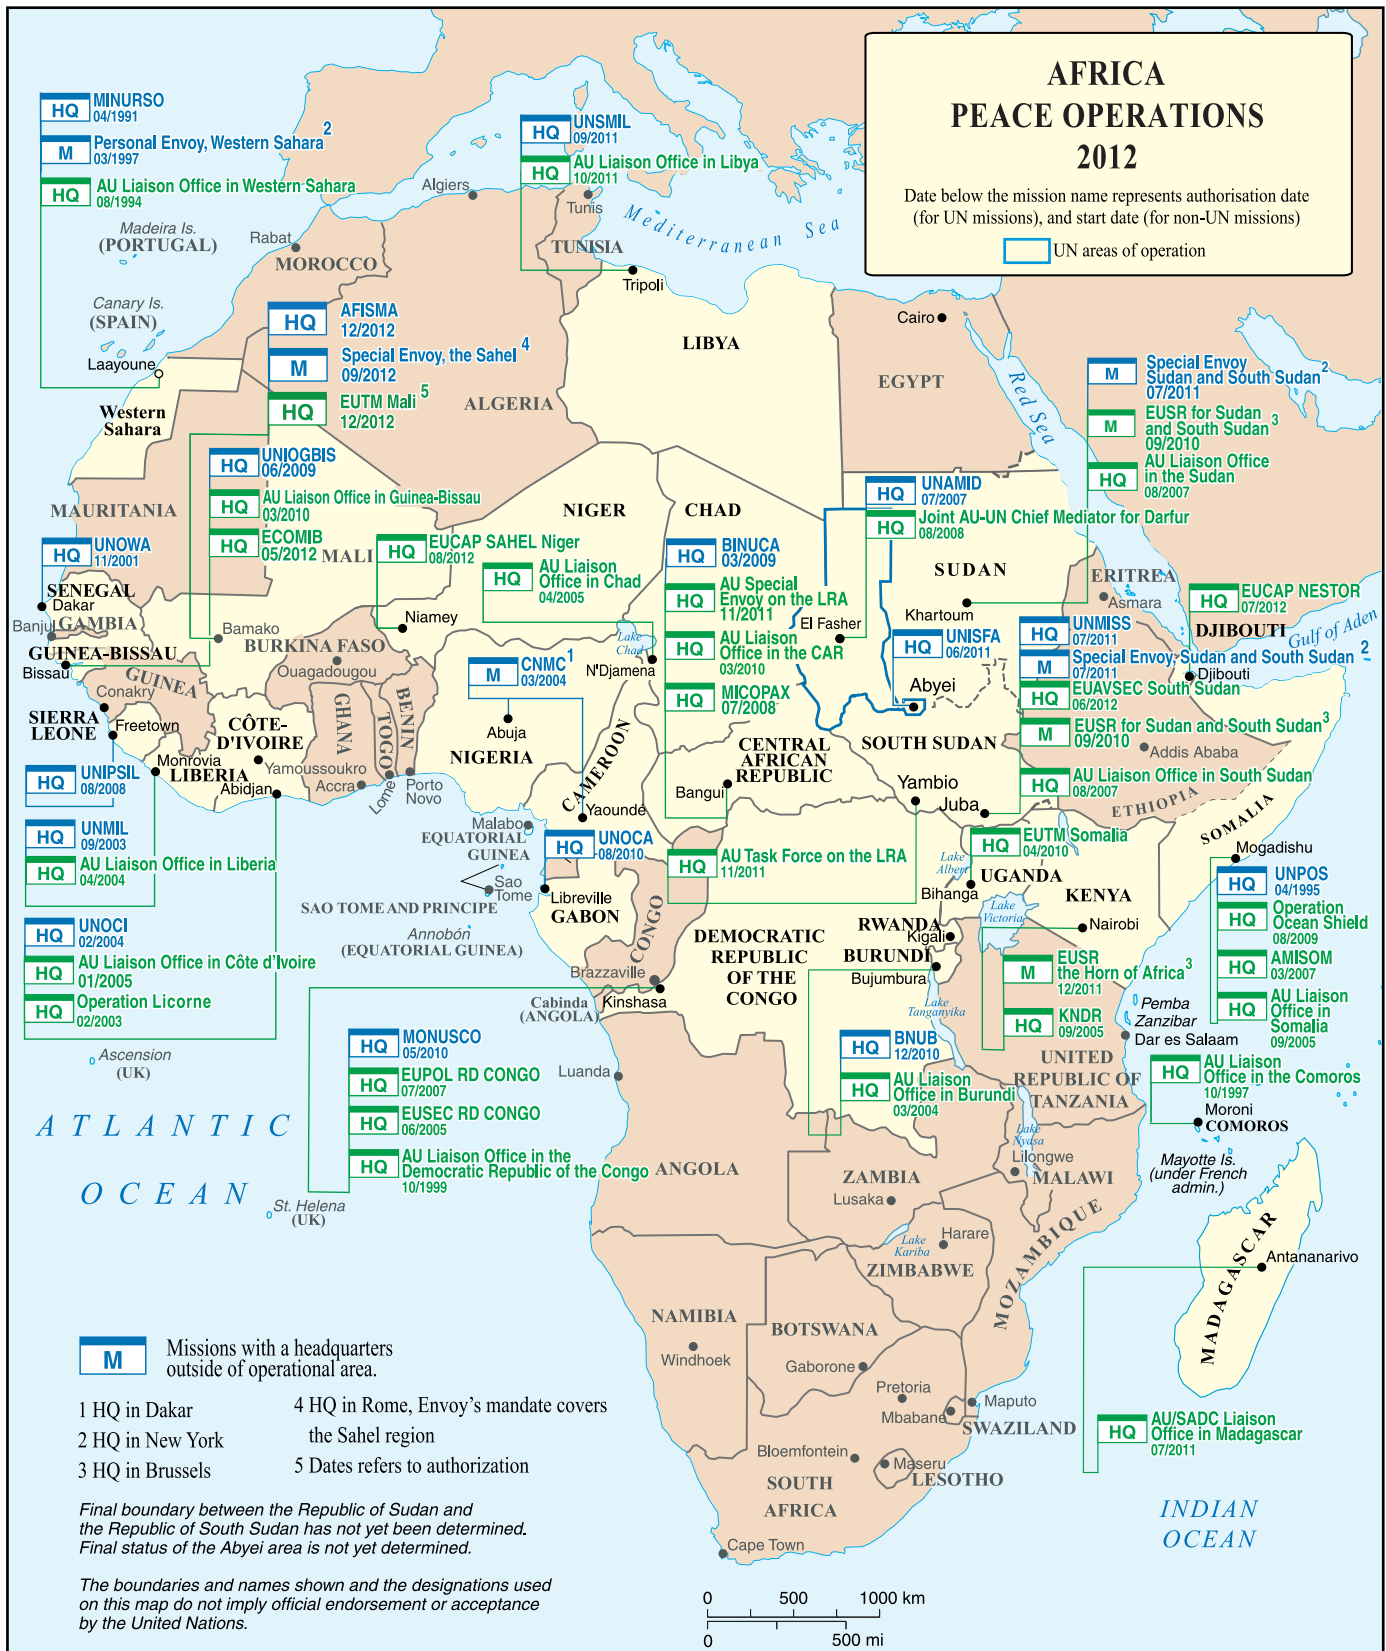 AFRICA
PEACE OPERATIONS
2012
Date below the mission name represents authorisation date
(for UN missions), and start date (for non-UN missions)
UN areas of operation
HQ MINURSO
04/1991
M Personal Envoy, Western Sahara 2
03/1997
HQ AU Liaison Office in Western Sahara
08/1994
HQ UNSMIL
09/2011
HQ AU Liaison Office in Libya
10/2011
Algiers
Tunis
TUNISIA
Mediterranean Sea
Madeira Is.
(PORTUGAL)
Rabat
MOROCCO
Tripoli
Canary Is.
(SPAIN)
Laayoune
Western
Sahara
HQ AFISMA
12/2012
M Special Envoy, the Sahel 4
09/2012
HQ EUTM Mali 5
12/2012
ALGERIA
LIBYA
Cairo
EGYPT
Red Sea
M Special Envoy
Sudan and South Sudan 2
07/2011
M EUSR for Sudan
and South Sudan 3
09/2010
HQ AU Liaison Office
in the Sudan
08/2007
HQ UNIOGBIS
06/2009
HQ AU Liaison Office in Guinea-Bissau
03/2010
HQ ECOMIB
05/2012
MAURITANIA
MALI
NIGER
CHAD
SUDAN
HQ UNOWA
11/2001
HQ EUCAP SAHEL Niger
08/2012
HQ AU Liaison
Office in Chad
04/2005
HQ BINUCA
03/2009
HQ AU Special
Envoy on the LRA
11/2011
HQ AU Liaison
Office in the CAR
03/2010
HQ MICOPAX
07/2008
HQ UNAMID
07/2007
HQ Joint AU-UN Chief Mediator for Darfur
08/2008
ERITREA
Asmara
Khartoum
El Fasher
HQ EUCAP NESTOR
07/2012
DJIBOUTI
Gulf of Aden
Djibouti
SENEGAL
Dakar
Banjul
GAMBIA
GUINEA-BISSAU
Bissau
Bamako
BURKINA FASO
Ouagadougou
Niamey
Lake
Chad
N'Djamena
HQ UNISFA
06/2011
Abyei
HQ UNMISS
07/2011
M Special Envoy, Sudan and South Sudan 2
07/2011
HQ EUAVSEC South Sudan
06/2012
M EUSR for Sudan and South Sudan 3
09/2010
HQ AU Liaison Office in South Sudan
08/2007
GUINEA
Conakry
SIERRA
LEONE
Freetown
CÔTE-
D'IVOIRE
Yamoussoukro
Abidjan
GHANA
Accra
TOGO
Lome
BENIN
Porto
Novo
M CNMC 1
03/2004
Abuja
NIGERIA
CAMEROON
Yaoundé
CENTRAL
AFRICAN
REPUBLIC
Bangui
SOUTH SUDAN
Yambio
Juba
Addis Ababa
ETHIOPIA
SOMALIA
Mogadishu
Monrovia
LIBERIA
HQ UNIPSIL
08/2008
HQ UNMIL
09/2003
HQ AU Liaison Office in Liberia
04/2004
HQ UNOCI
02/2004
HQ AU Liaison Office in Côte d'Ivoire
01/2005
HQ Operation Licorne
02/2003
Malabo
EQUATORIAL
GUINEA
Sao
Tome
SAO TOME AND PRINCIPE
Annobón
(EQUATORIAL GUINEA)
HQ UNOCA
08/2010
Libreville
GABON
CONGO
Brazzaville
Kinshasa
Cabinda
(ANGOLA)
HQ AU Task Force on the LRA
11/2011
DEMOCRATIC
REPUBLIC
OF THE
CONGO
HQ EUTM Somalia
04/2010
Lake
Albert
Bihanga
UGANDA
KENYA
Lake
Victoria
Nairobi
RWANDA
Kigali
BURUNDI
Bujumbura
Lake
Tanganyika
M EUSR
the Horn of Africa 3
12/2011
HQ KNDR
09/2005
HQ UNPOS
04/1995
HQ Operation
Ocean Shield
08/2009
HQ AMISOM
03/2007
HQ AU Liaison
Office in
Somalia
09/2005
Pemba
Zanzibar
Dar es Salaam
UNITED
REPUBLIC OF
TANZANIA
HQ BNUB
12/2010
HQ AU Liaison
Office in Burundi
03/2004
HQ AU Liaison
Office in the Comoros
10/1997
Moroni
COMOROS
Mayotte Is.
(under French
admin.)
Ascension
(UK)
ATLANTIC
OCEAN
St. Helena
(UK)
HQ MONUSCO
05/2010
HQ EUPOL RD CONGO
07/2007
HQ EUSEC RD CONGO
06/2005
HQ AU Liaison Office in the
Democratic Republic of the Congo
10/1999
Luanda
ANGOLA
ZAMBIA
Lusaka
Lake
Nyasa
Lilongwe
MALAWI
Lake
Kariba
Harare
ZIMBABWE
MOZAMBIQUE
MADAGASCAR
Antananarivo
NAMIBIA
Windhoek
BOTSWANA
Gaborone
Pretoria
Mbabane
Maputo
SWAZILAND
Bloemfontein
Maseru
LESOTHO
SOUTH
AFRICA
Cape Town
HQ AU/SADC Liaison
Office in Madagascar
07/2011
INDIAN
OCEAN
M Missions with a headquarters
outside of operational area.
1 HQ in Dakar
2 HQ in New York
3 HQ in Brussels
4 HQ in Rome, Envoy's mandate covers
the Sahel region
5 Dates refers to authorization
Final boundary between the Republic of Sudan and
the Republic of South Sudan has not yet been determined.
Final status of the Abyei area is not yet determined.
The boundaries and names shown and the designations used
on this map do not imply official endorsement or acceptance
by the United Nations.
0 500 1000 km
0 500 mi